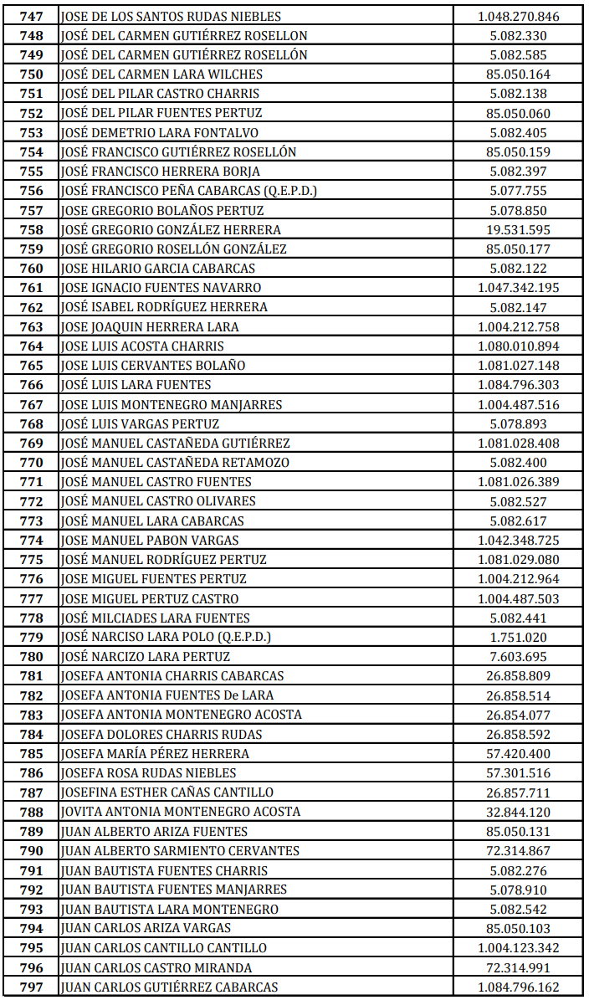 747 JOSE DE LOS SANTOS RUDAS NIEBLES 1.048.270.846
748 JOSÉ DEL CARMEN GUTIÉRREZ ROSELLON 5.082.330
749 JOSÉ DEL CARMEN GUTIÉRREZ ROSELLÓN 5.082.585
750 JOSÉ DEL CARMEN LARA WILCHES 85.050.164
751 JOSÉ DEL PILAR CASTRO CHARRIS 5.082.138
752 JOSÉ DEL PILAR FUENTES PERTUZ 85.050.060
753 JOSÉ DEMETRIO LARA FONTALVO 5.082.405
754 JOSÉ FRANCISCO GUTIÉRREZ ROSELLÓN 85.050.159
755 JOSÉ FRANCISCO HERRERA BORJA 5.082.397
756 JOSÉ FRANCISCO PEÑA CABARCAS (Q.E.P.D.) 5.077.755
757 JOSE GREGORIO BOLAÑOS PERTUZ 5.078.850
758 JOSÉ GREGORIO GONZÁLEZ HERRERA 19.531.595
759 JOSÉ GREGORIO ROSELLÓN GONZÁLEZ 85.050.177
760 JOSE HILARIO GARCIA CABARCAS 5.082.122
761 JOSE IGNACIO FUENTES NAVARRO 1.047.342.195
762 JOSÉ ISABEL RODRÍGUEZ HERRERA 5.082.147
763 JOSE JOAQUIN HERRERA LARA 1.004.212.758
764 JOSE LUIS ACOSTA CHARRIS 1.080.010.894
765 JOSE LUIS CERVANTES BOLAÑO 1.081.027.148
766 JOSÉ LUIS LARA FUENTES 1.084.796.303
767 JOSE LUIS MONTENEGRO MANJARRES 1.004.487.516
768 JOSÉ LUIS VARGAS PERTUZ 5.078.893
769 JOSÉ MANUEL CASTAÑEDA GUTIÉRREZ 1.081.028.408
770 JOSÉ MANUEL CASTAÑEDA RETAMOZO 5.082.400
771 JOSÉ MANUEL CASTRO FUENTES 1.081.026.389
772 JOSÉ MANUEL CASTRO OLIVARES 5.082.527
773 JOSÉ MANUEL LARA CABARCAS 5.082.617
774 JOSE MANUEL PABON VARGAS 1.042.348.725
775 JOSÉ MANUEL RODRÍGUEZ PERTUZ 1.081.029.080
776 JOSE MIGUEL FUENTES PERTUZ 1.004.212.964
777 JOSE MIGUEL PERTUZ CASTRO 1.004.487.503
778 JOSÉ MILCIADES LARA FUENTES 5.082.441
779 JOSÉ NARCISO LARA POLO (Q.E.P.D.) 1.751.020
780 JOSÉ NARCIZO LARA PERTUZ 7.603.695
781 JOSEFA ANTONIA CHARRIS CABARCAS 26.858.809
782 JOSEFA ANTONIA FUENTES De LARA 26.858.514
783 JOSEFA ANTONIA MONTENEGRO ACOSTA 26.854.077
784 JOSEFA DOLORES CHARRIS RUDAS 26.858.592
785 JOSEFA MARÍA PÉREZ HERRERA 57.420.400
786 JOSEFA ROSA RUDAS NIEBLES 57.301.516
787 JOSEFINA ESTHER CAÑAS CANTILLO 26.857.711
788 JOVITA ANTONIA MONTENEGRO ACOSTA 32.844.120
789 JUAN ALBERTO ARIZA FUENTES 85.050.131
790 JUAN ALBERTO SARMIENTO CERVANTES 72.314.867
791 JUAN BAUTISTA FUENTES CHARRIS 5.082.276
792 JUAN BAUTISTA FUENTES MANJARRES 5.078.910
793 JUAN BAUTISTA LARA MONTENEGRO 5.082.542
794 JUAN CARLOS ARIZA VARGAS 85.050.103
795 JUAN CARLOS CANTILLO CANTILLO 1.004.123.342
796 JUAN CARLOS CASTRO MIRANDA 72.314.991
797 JUAN CARLOS GUTIÉRREZ CABARCAS 1.084.796.162